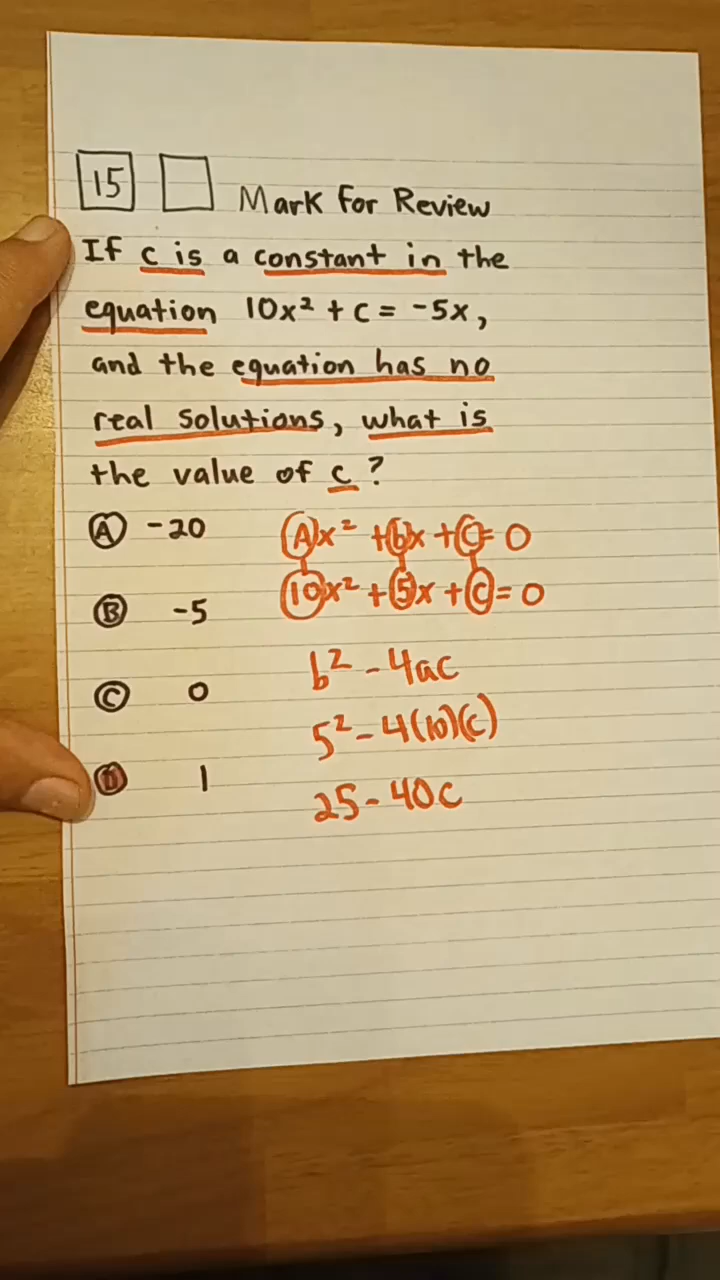 15 Mark for Review
If c is a constant in the
equation 10x² + c = -5x,
and the equation has no
real solutions, what is
the value of c?
Ⓐ -20
Ax² + bx + C = 0
10x² + 5x + C = 0
Ⓑ -5
b² - 4ac
Ⓒ 0
5² - 4(10)(c)
Ⓓ 1
25 - 40c